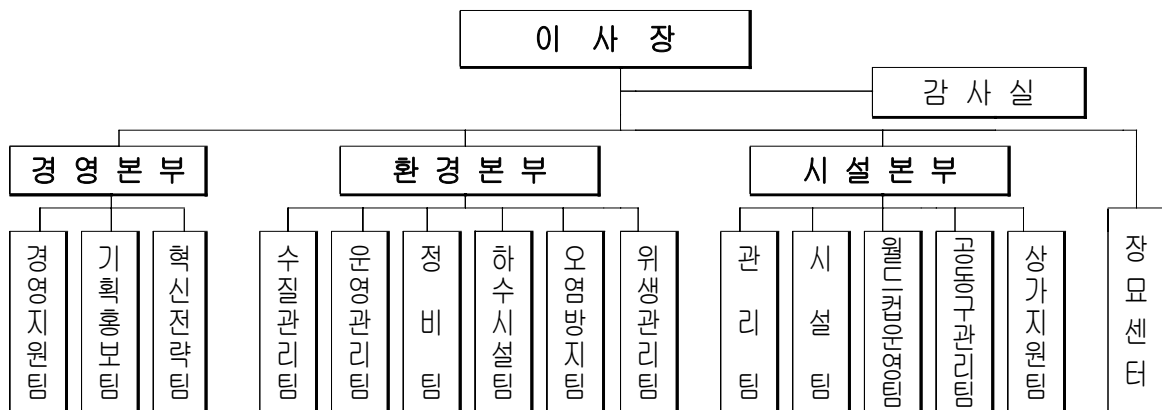 이 사 장
감 사 실
경 영 본 부
환 경 본 부
시 설 본 부
경영지원팀
기획홍보팀
혁신전략팀
수질관리팀
운영관리팀
정비팀
하수시설팀
오염방지팀
위생관리팀
관리팀
시설팀
월드컵운영팀
공동구관리팀
상가지원팀
장묘센터